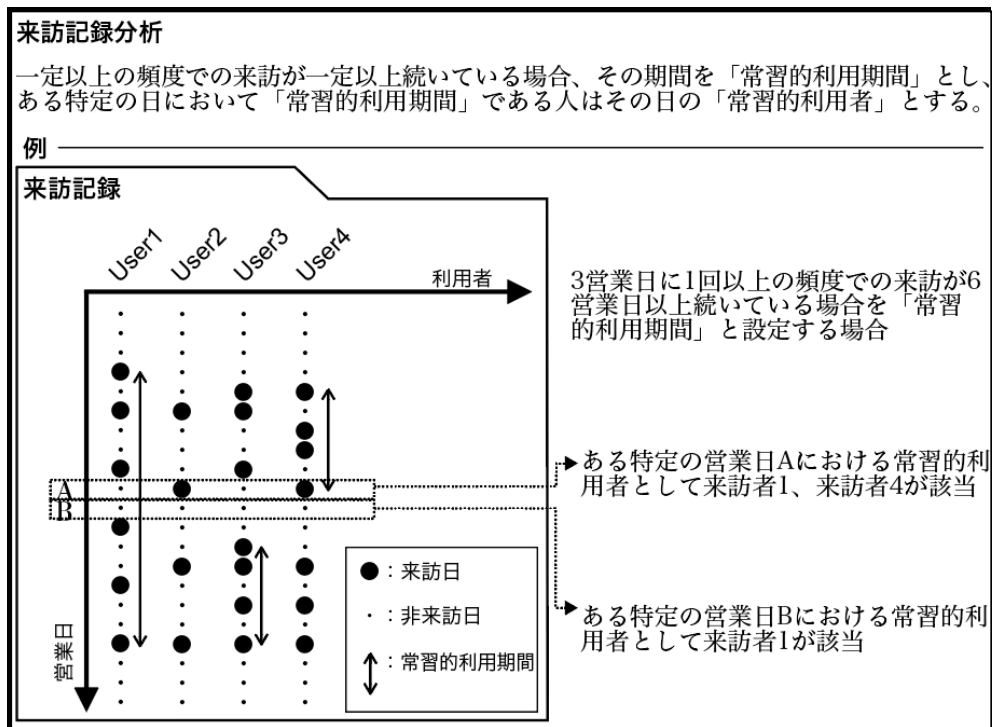 来訪記録分析
一定以上の頻度での来訪が一定以上続いている場合、その期間を「常習的利用期間」とし、
ある特定の日において「常習的利用期間」である人はその日の「常習的利用者」とする。
例
来訪記録
User1 User2 User3 User4
利用者
3営業日に1回以上の頻度での来訪が6
営業日以上続いている場合を「常習
的利用期間」と設定する場合
A
B
ある特定の営業日Aにおける常習的利
用者として来訪者1、来訪者4が該当
●：来訪日
・：非来訪日
：常習的利用期間
ある特定の営業日Bにおける常習的利
用者として来訪者1が該当
営業日